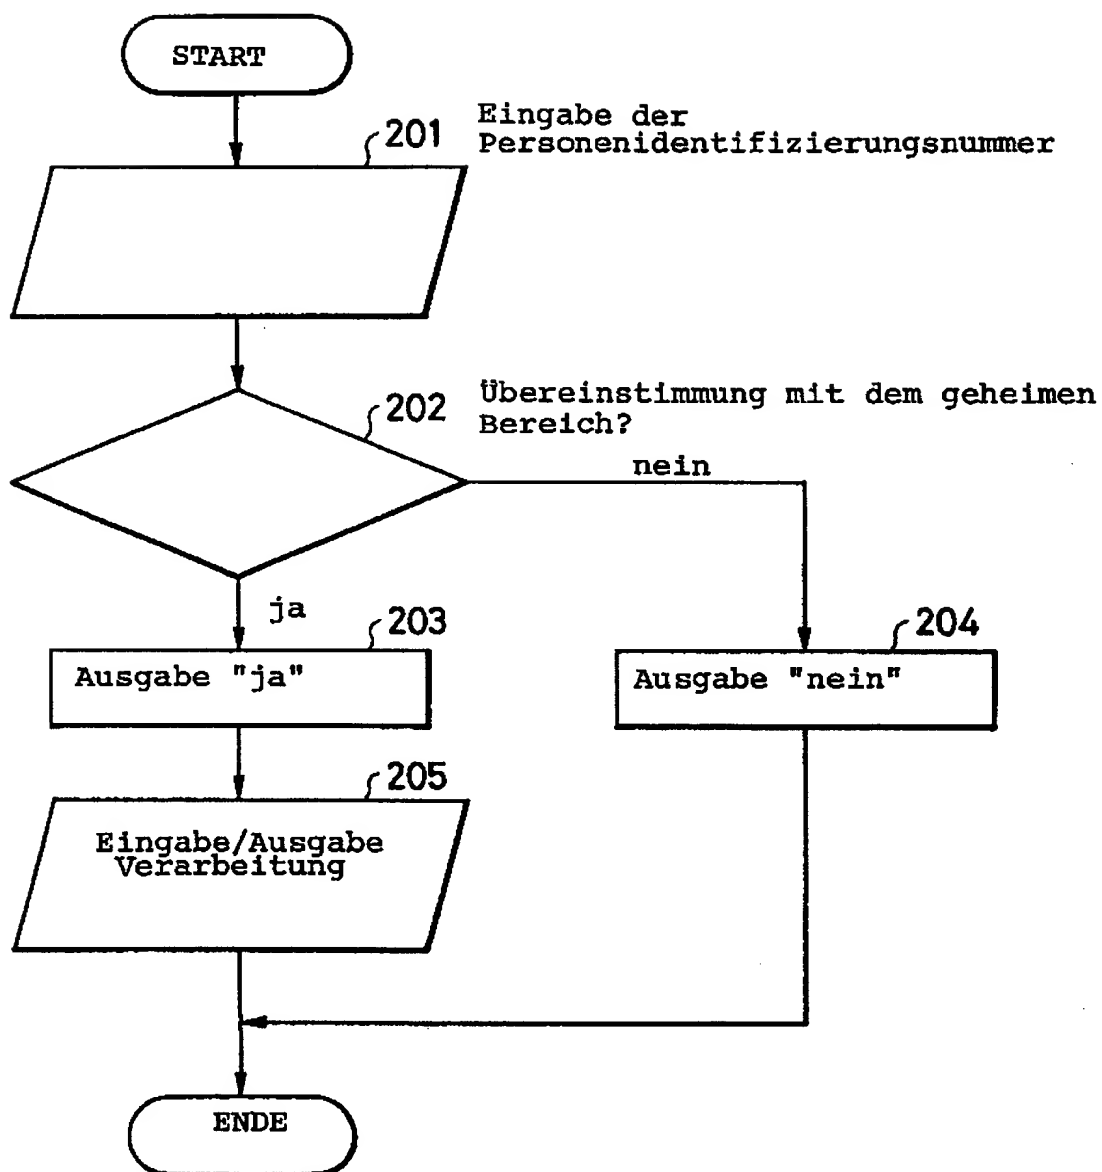 START
201
Eingabe der
Personenidentifizierungsnummer
202
Übereinstimmung mit dem geheimen
Bereich?
nein
ja
203
Ausgabe "ja"
204
Ausgabe "nein"
205
Eingabe/Ausgabe
Verarbeitung
ENDE